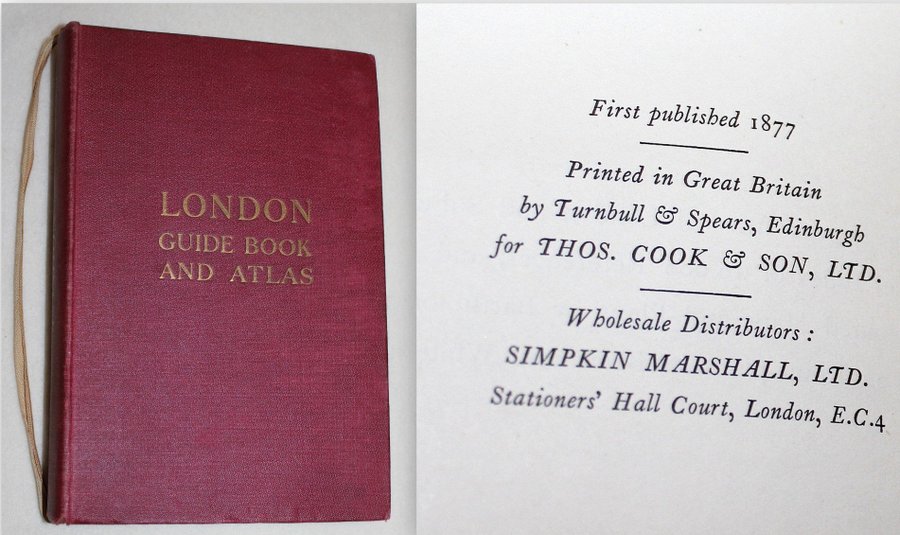 LONDON
GUIDE BOOK
AND ATLAS
First published 1877
Printed in Great Britain
by Turnbull & Spears, Edinburgh
for THOS. COOK & SON, LTD.
Wholesale Distributors :
SIMPKIN MARSHALL, LTD.
Stationers' Hall Court, London, E.C.4